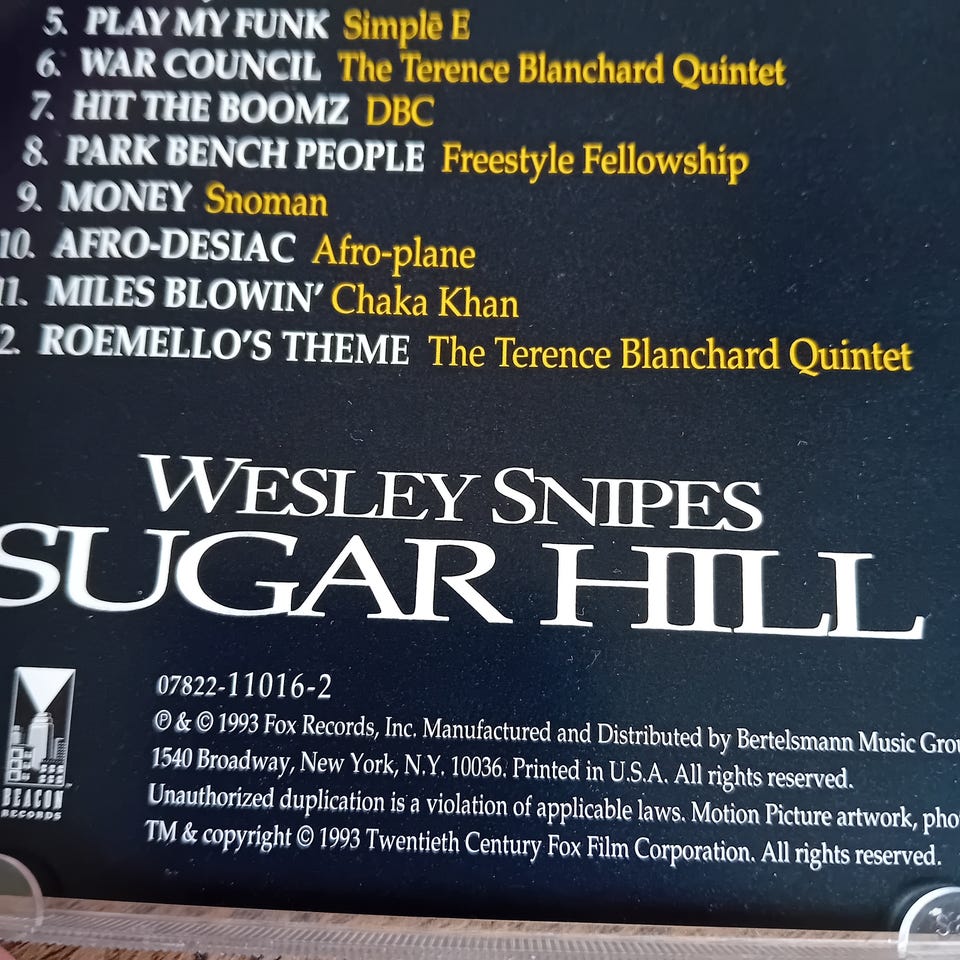 5. PLAY MY FUNK Simplē E
6. WAR COUNCIL The Terence Blanchard Quintet
7. HIT THE BOOMZ DBC
8. PARK BENCH PEOPLE Freestyle Fellowship
9. MONEY Snoman
10. AFRO-DESIAC Afro-plane
11. MILES BLOWIN' Chaka Khan
2. ROEMELLO'S THEME The Terence Blanchard Quintet
WESLEY SNIPES
SUGAR HILL
07822-11016-2
℗ & © 1993 Fox Records, Inc. Manufactured and Distributed by Bertelsmann Music Grou
1540 Broadway, New York, N.Y. 10036. Printed in U.S.A. All rights reserved.
Unauthorized duplication is a violation of applicable laws. Motion Picture artwork, pho
TM & copyright © 1993 Twentieth Century Fox Film Corporation. All rights reserved.
BEACON
RECORDS